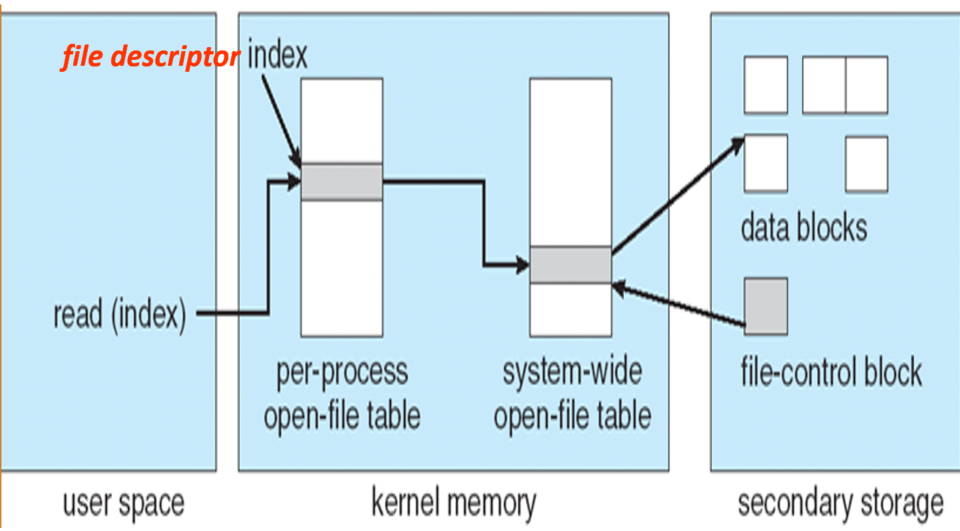 file descriptor index
read (index)
per-process
open-file table
system-wide
open-file table
data blocks
file-control block
user space
kernel memory
secondary storage